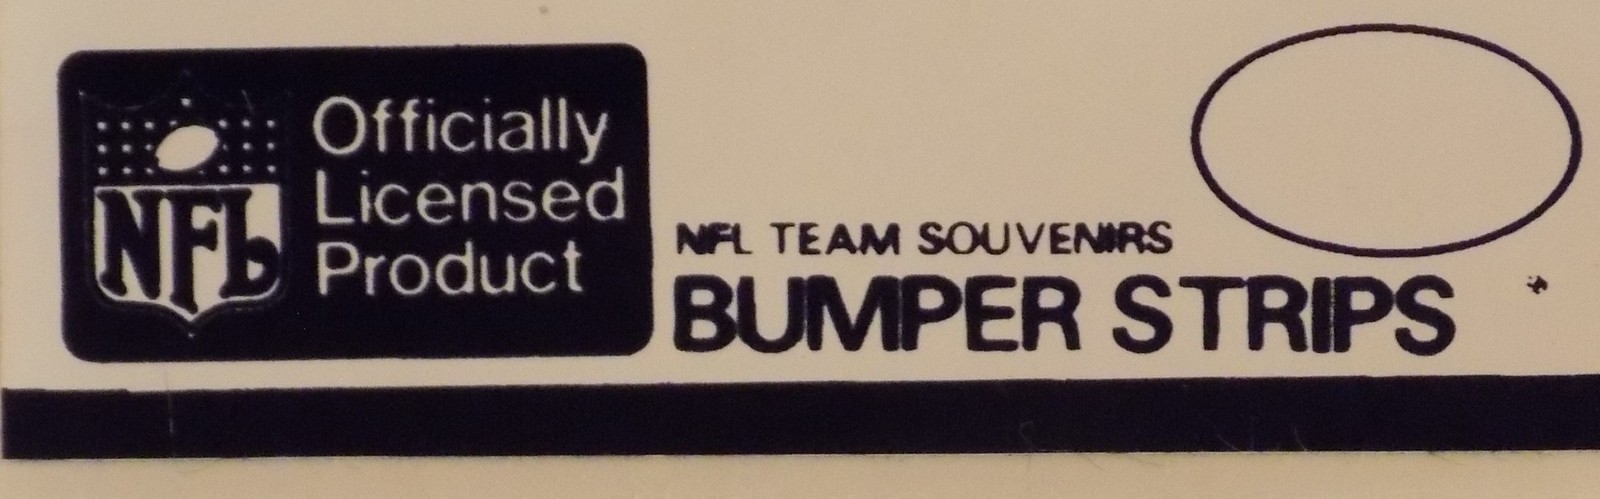 NFL
Officially
Licensed
Product
NFL TEAM SOUVENIRS
BUMPER STRIPS